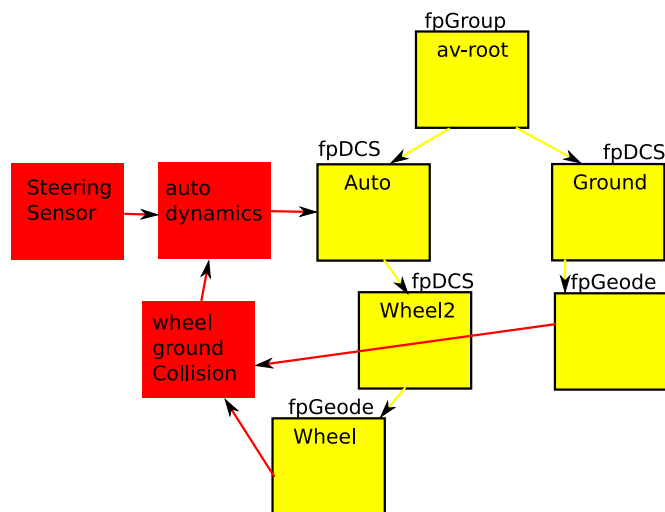 fpGroup
av-root
fpDCS
fpDCS
Steering
Sensor
auto
dynamics
Auto
Ground
fpDCS
fpGeode
Wheel2
wheel
ground
Collision
fpGeode
Wheel